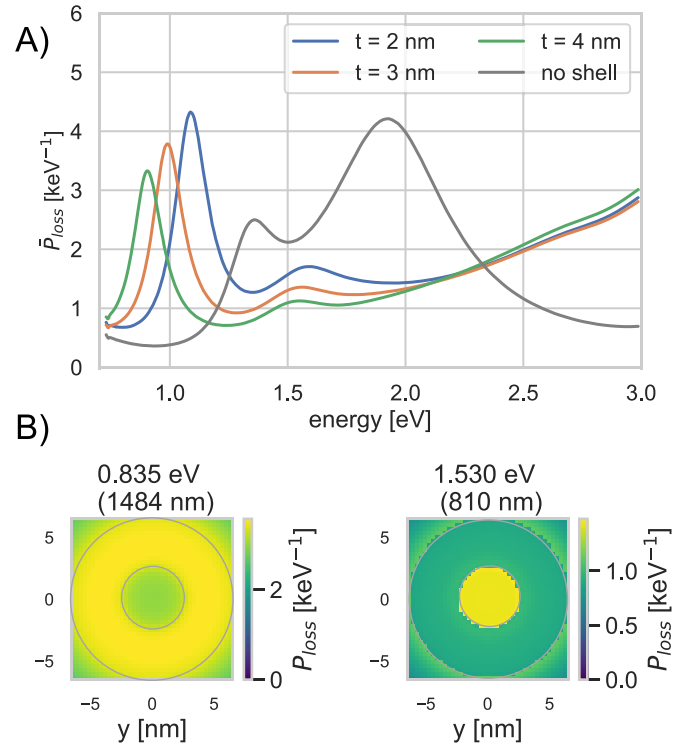 A)
6
5
4
3
2
1
0
P̄loss [keV⁻¹]
t = 2 nm
t = 3 nm
t = 4 nm
no shell
1.0 1.5 2.0 2.5 3.0
energy [eV]
B)
0.835 eV
(1484 nm)
5
0
−5
−5 0 5
y [nm]
2
0
Ploss [keV⁻¹]
1.530 eV
(810 nm)
5
0
−5
−5 0 5
y [nm]
1.0
0.5
0.0
Ploss [keV⁻¹]